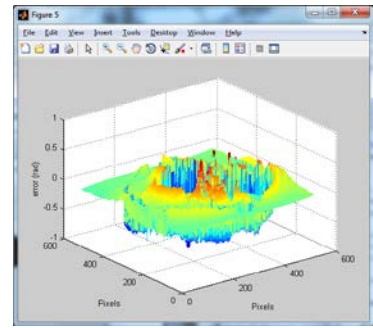 Figure 5
File Edit View Insert Tools Desktop Window Help
error (rad)
1
0.5
0
-0.5
-1
600
400
200
0
Pixels
0
200
400
600
Pixels